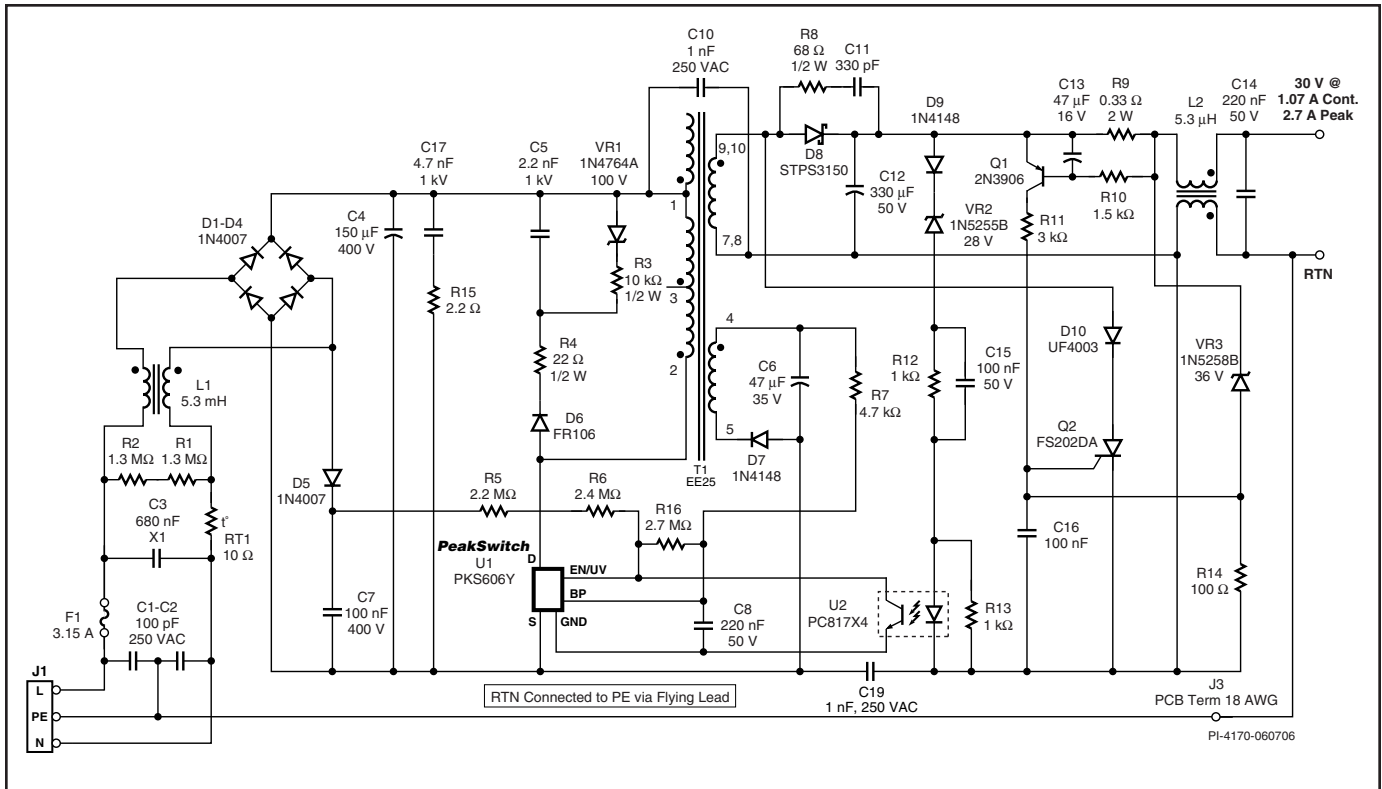 C10
1 nF
250 VAC
R8
68 Ω
1/2 W
C11
330 pF
D9
1N4148
C13
47 μF
16 V
R9
0.33 Ω
2 W
L2
5.3 μH
C14
220 nF
50 V
30 V @
1.07 A Cont.
2.7 A Peak
C17
4.7 nF
1 kV
C5
2.2 nF
1 kV
VR1
1N4764A
100 V
9,10
D8
STPS3150
Q1
2N3906
C12
330 μF
50 V
R10
1.5 kΩ
D1-D4
1N4007
C4
150 μF
400 V
1
VR2
1N5255B
28 V
R11
3 kΩ
7,8
RTN
R3
10 kΩ
1/2 W
R15
2.2 Ω
3
4
D10
UF4003
VR3
1N5258B
36 V
R4
22 Ω
1/2 W
2
C6
47 μF
35 V
R7
4.7 kΩ
R12
1 kΩ
C15
100 nF
50 V
L1
5.3 mH
D6
FR106
5
D7
1N4148
Q2
FS202DA
R2
1.3 MΩ
R1
1.3 MΩ
T1
EE25
D5
1N4007
R5
2.2 MΩ
R6
2.4 MΩ
R16
2.7 MΩ
C3
680 nF
X1
t°
RT1
10 Ω
C16
100 nF
PeakSwitch
U1
PKS606Y
D
EN/UV
BP
S
GND
R14
100 Ω
F1
3.15 A
C1-C2
100 pF
250 VAC
C7
100 nF
400 V
C8
220 nF
50 V
U2
PC817X4
R13
1 kΩ
J1
L
PE
N
RTN Connected to PE via Flying Lead
C19
1 nF, 250 VAC
J3
PCB Term 18 AWG
PI-4170-060706